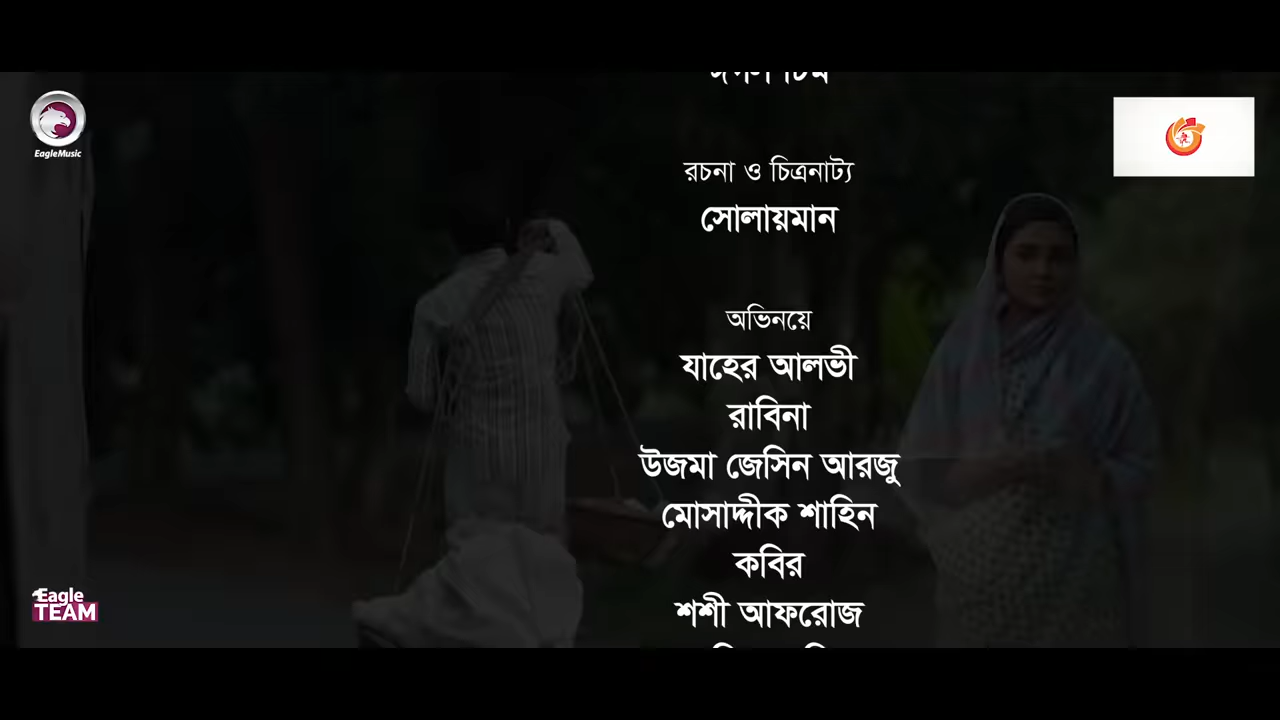 EagleMusic
রচনা ও চিত্রনাট্য
সোলায়মান
অভিনয়ে
যাহের আলভী
রাবিনা
উজমা জেসিন আরজু
মোসাদ্দীক শাহিন
কবির
শশী আফরোজ
Eagle
TEAM